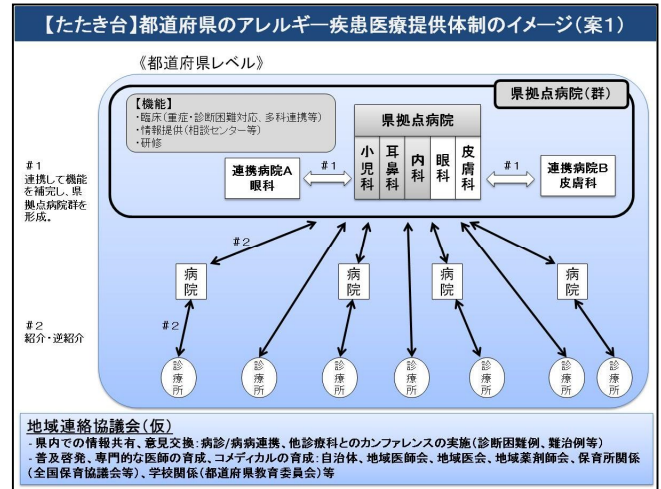 【たたき台】都道府県のアレルギー疾患医療提供体制のイメージ(案1)
《都道府県レベル》
県拠点病院(群)
【機能】
・臨床(重症・診断困難対応、多科連携等)
・情報提供(相談センター等)
・研修
県拠点病院
小児科
耳鼻科
内科
眼科
皮膚科
連携病院A
眼科
#1
#1
連携病院B
皮膚科
#1
連携して機能
を補完し、県
拠点病院群を
形成。
#2
病院
病院
病院
病院
#2
紹介・逆紹介
#2
診療所
診療所
診療所
診療所
診療所
診療所
診療所
地域連絡協議会(仮)
- 県内での情報共有、意見交換:病診/病病連携、他診療科とのカンファレンスの実施(診断困難例、難治例等)
- 普及啓発、専門的な医師の育成、コメディカルの育成:自治体、地域医師会、地域医会、地域薬剤師会、保育所関係
(全国保育協議会等)、学校関係(都道府県教育委員会)等